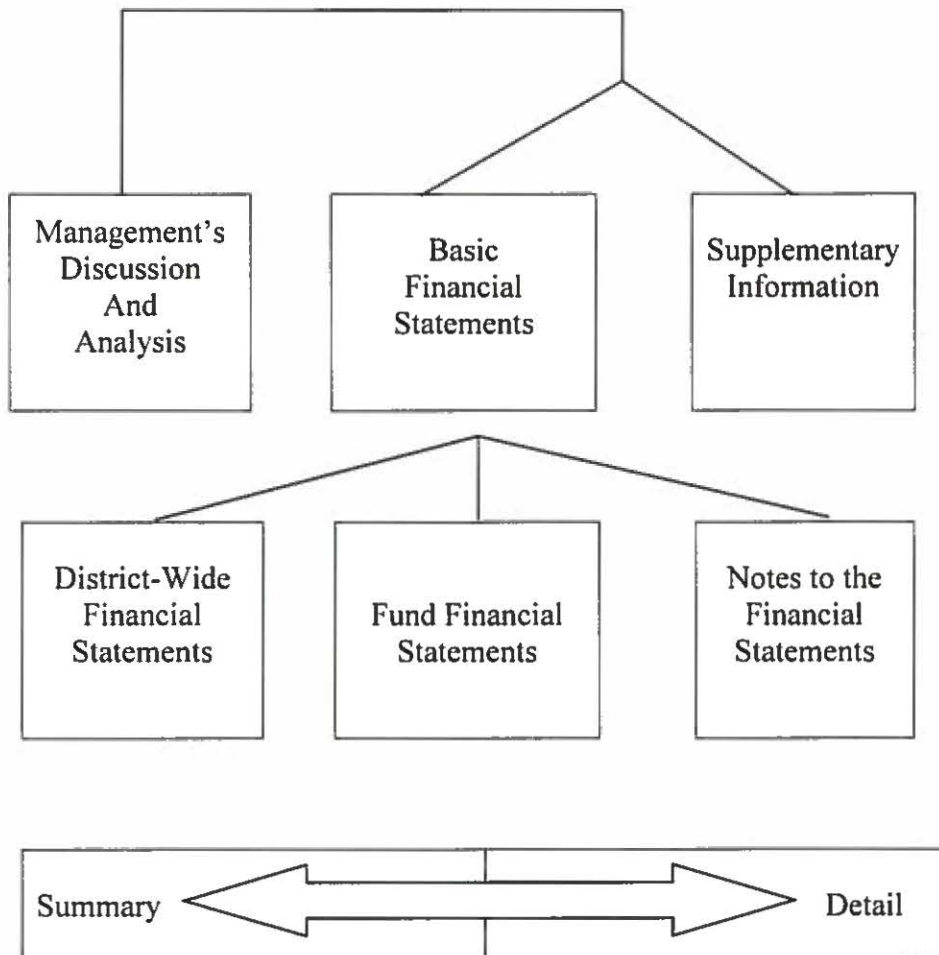 Management's
Discussion
And
Analysis
Basic
Financial
Statements
Supplementary
Information
District-Wide
Financial
Statements
Fund Financial
Statements
Notes to the
Financial
Statements
Summary
Detail